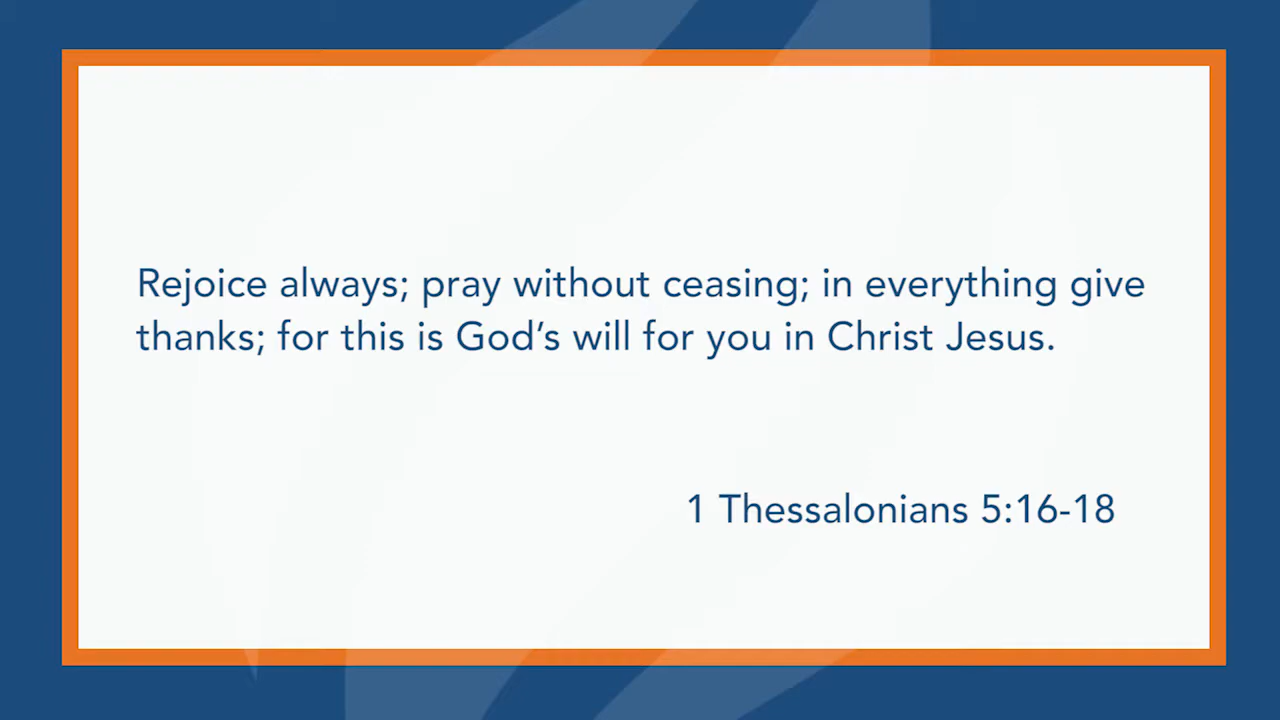 Rejoice always; pray without ceasing; in everything give
thanks; for this is God’s will for you in Christ Jesus.
1 Thessalonians 5:16-18